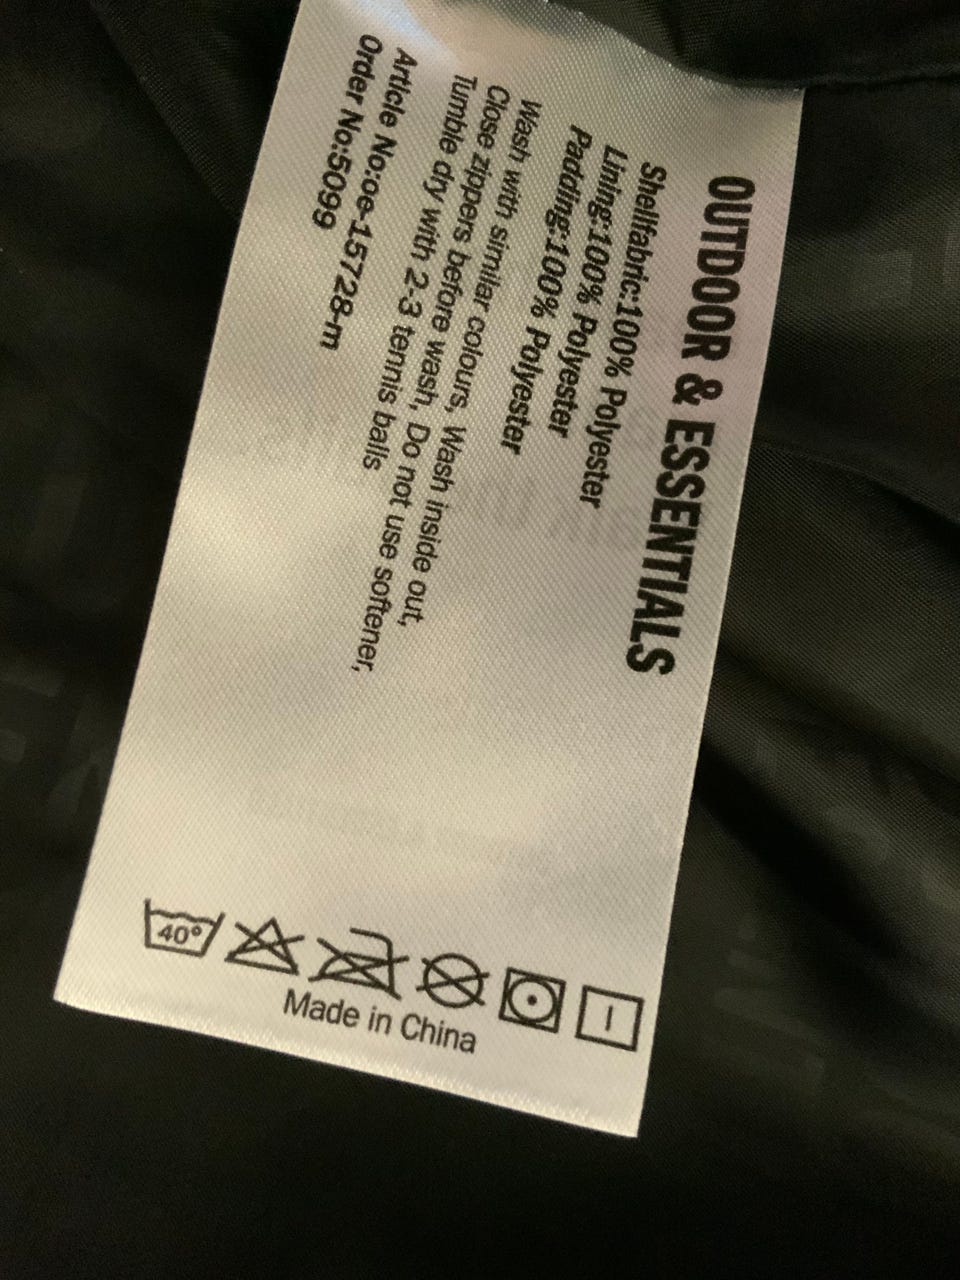 OUTDOOR & ESSENTIALS
Shellfabric:100% Polyester
Lining:100% Polyester
Padding:100% Polyester
Wash with similar colours, Wash inside out,
Close zippers before wash, Do not use softener,
Tumble dry with 2-3 tennis balls
Article No:oe-15728-m
Order No:5099
40°
Made in China